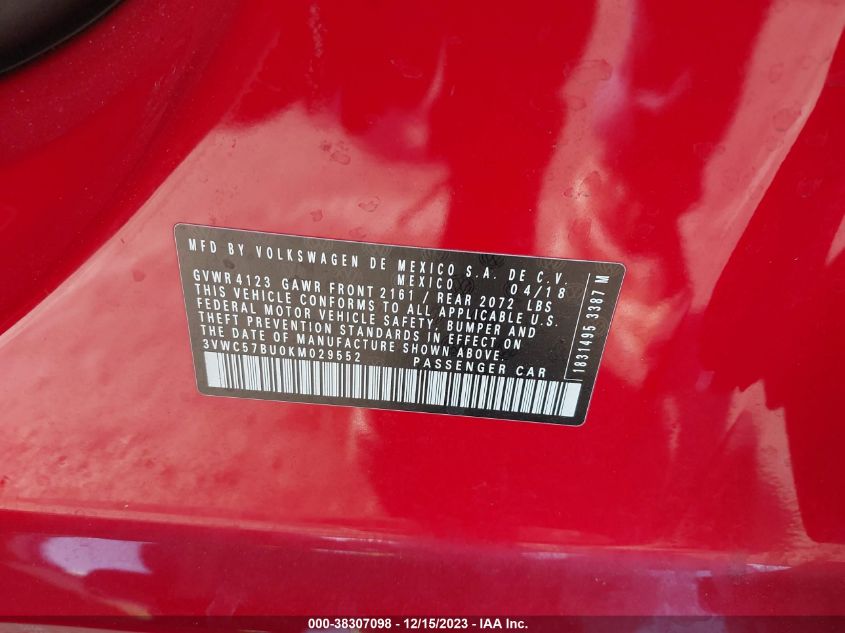 MFD BY VOLKSWAGEN DE MEXICO S.A. DE C.V.
MEXICO 04/18
GVWR 4123 GAWR FRONT 2161 / REAR 2072 LBS
THIS VEHICLE CONFORMS TO ALL APPLICABLE U.S.
FEDERAL MOTOR VEHICLE SAFETY, BUMPER AND
THEFT PREVENTION STANDARDS IN EFFECT ON
THE DATE OF MANUFACTURE SHOWN ABOVE.
3VWC57BU0KM029552 PASSENGER CAR
1831495 3387 M
000-38307098 - 12/15/2023 - IAA Inc.